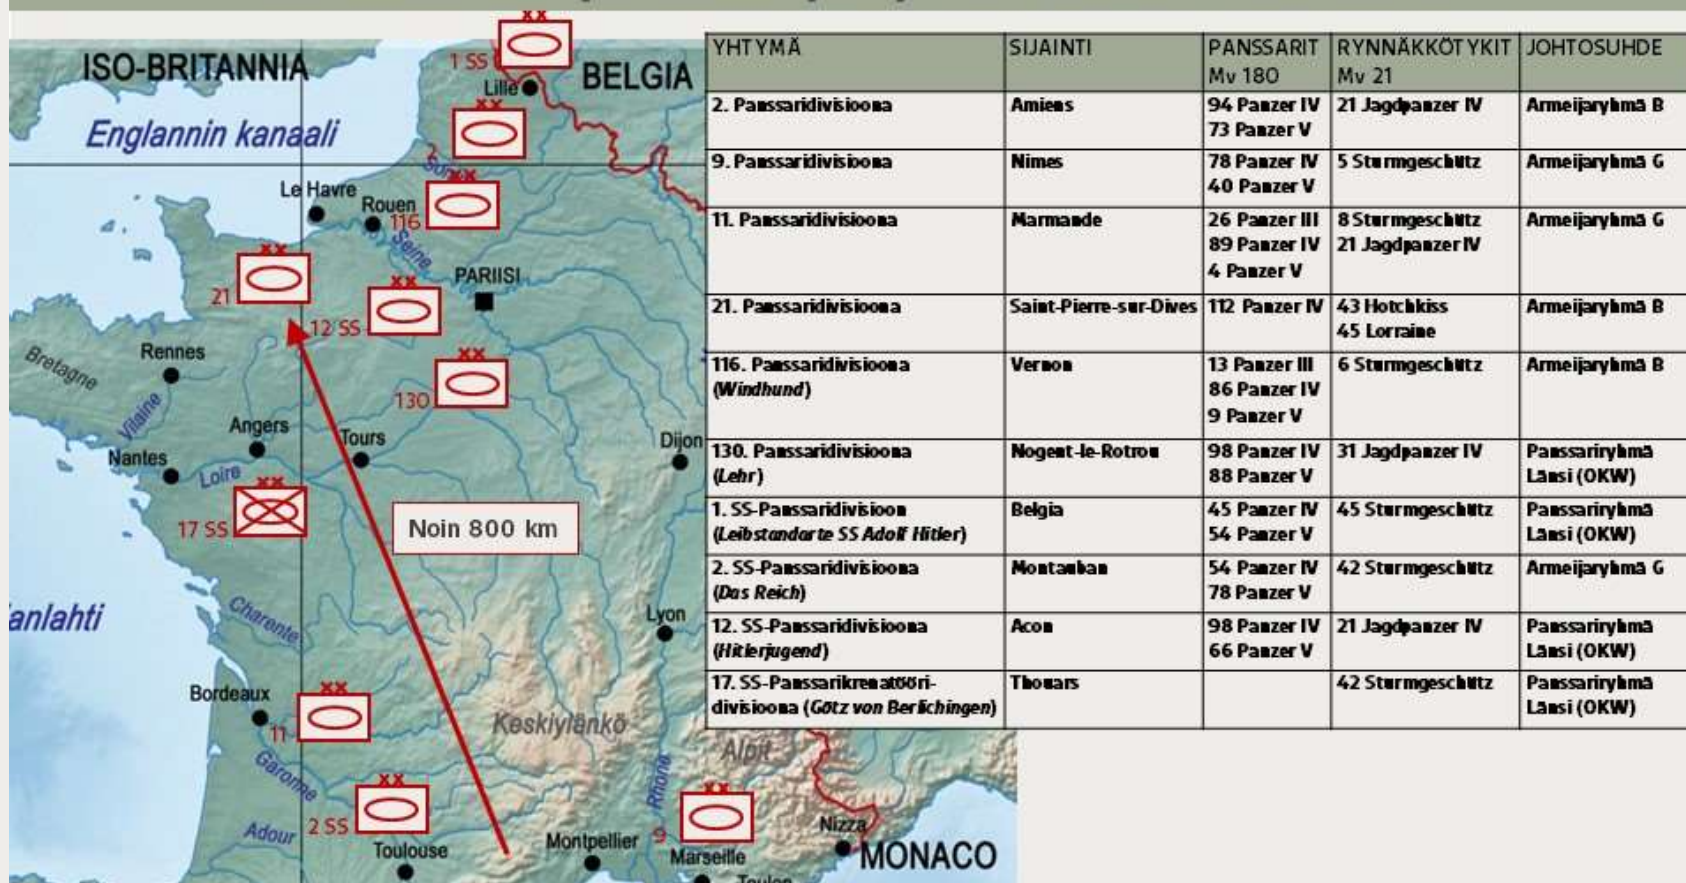 ISO-BRITANNIA
BELGIA
1 SS
Lille
Englannin kanaali
2
Le Havre
Rouen
116
Seine
PARIISI
21
12 SS
Bretagne
Rennes
130
Vilaine
Angers
Tours
Dijon
Nantes
Loire
17 SS
Noin 800 km
anlahti
Charente
Lyon
Bordeaux
11
Keskiylänkö
Alpit
Garonne
Rhône
2 SS
9
Adour
Toulouse
Montpellier
Marseille
Nizza
MONACO
Toulon
YHTYMÄ SIJAINTI PANSSARIT RYNNÄKKÖTYKIT JOHTOSUHDE
Mv 180 Mv 21
2. Panssaridivisioona Amiens 94 Panzer IV 21 Jagdpanzer IV Armeijaryhmä B
73 Panzer V
9. Panssaridivisioona Nimes 78 Panzer IV 5 Sturmgeschütz Armeijaryhmä G
40 Panzer V
11. Panssaridivisioona Marmande 26 Panzer III 8 Sturmgeschütz Armeijaryhmä G
89 Panzer IV 21 Jagdpanzer IV
4 Panzer V
21. Panssaridivisioona Saint-Pierre-sur-Dives 112 Panzer IV 43 Hotchkiss Armeijaryhmä B
45 Lorraine
116. Panssaridivisioona Vernon 13 Panzer III 6 Sturmgeschütz Armeijaryhmä B
(Windhund) 86 Panzer IV
9 Panzer V
130. Panssaridivisioona Nogent-le-Rotrou 98 Panzer IV 31 Jagdpanzer IV Panssariryhmä
(Lehr) 88 Panzer V Länsi (OKW)
1. SS-Panssaridivisioon Belgia 45 Panzer IV 45 Sturmgeschütz Panssariryhmä
(Leibstandarte SS Adolf Hitler) 54 Panzer V Länsi (OKW)
2. SS-Panssaridivisioona Montauban 54 Panzer IV 42 Sturmgeschütz Armeijaryhmä G
(Das Reich) 78 Panzer V
12. SS-Panssaridivisioona Acon 98 Panzer IV 21 Jagdpanzer IV Panssariryhmä
(Hitlerjugend) 66 Panzer V Länsi (OKW)
17. SS-Panssarikrenatööri- Thouars 42 Sturmgeschütz Panssariryhmä
divisioona (Götz von Berlichingen) Länsi (OKW)